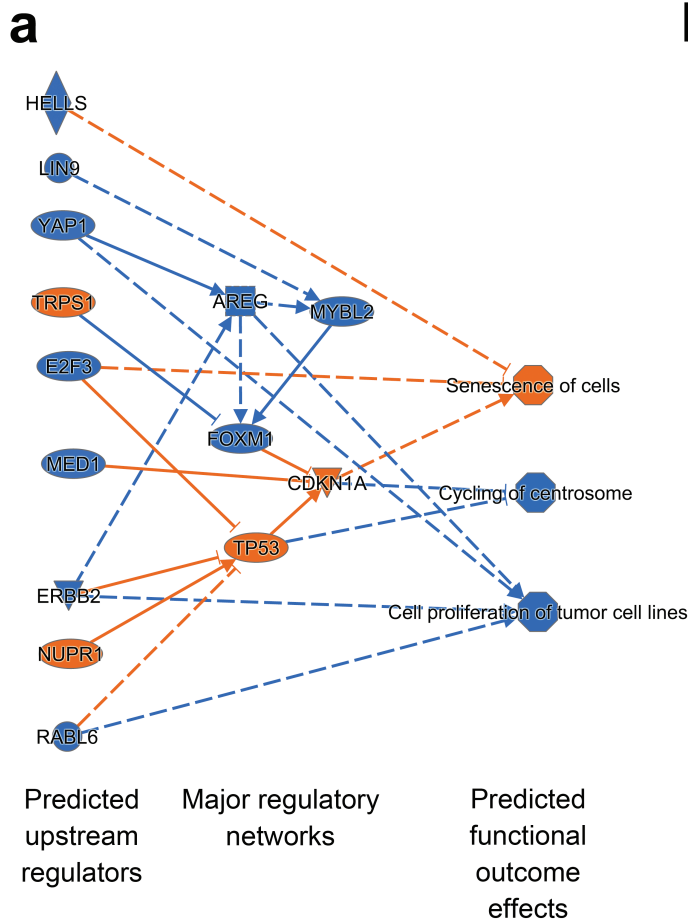 a
HELLS
LIN9
YAP1
TRPS1
AREG
MYBL2
E2F3
Senescence of cells
FOXM1
MED1
CDKN1A
Cycling of centrosome
TP53
ERBB2
Cell proliferation of tumor cell lines
NUPR1
RABL6
Predicted
upstream
regulators
Major regulatory
networks
Predicted
functional
outcome
effects